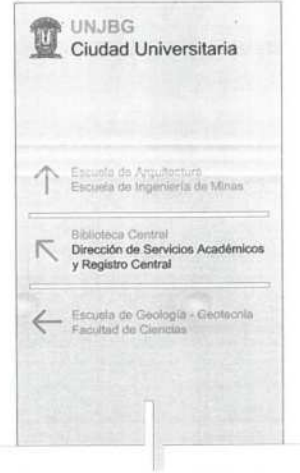 UNJBG
Ciudad Universitaria
Escuela de Arquitectura
Escuela de Ingeniería de Minas
Biblioteca Central
Dirección de Servicios Académicos
y Registro Central
Escuela de Geología - Geotecnia
Facultad de Ciencias